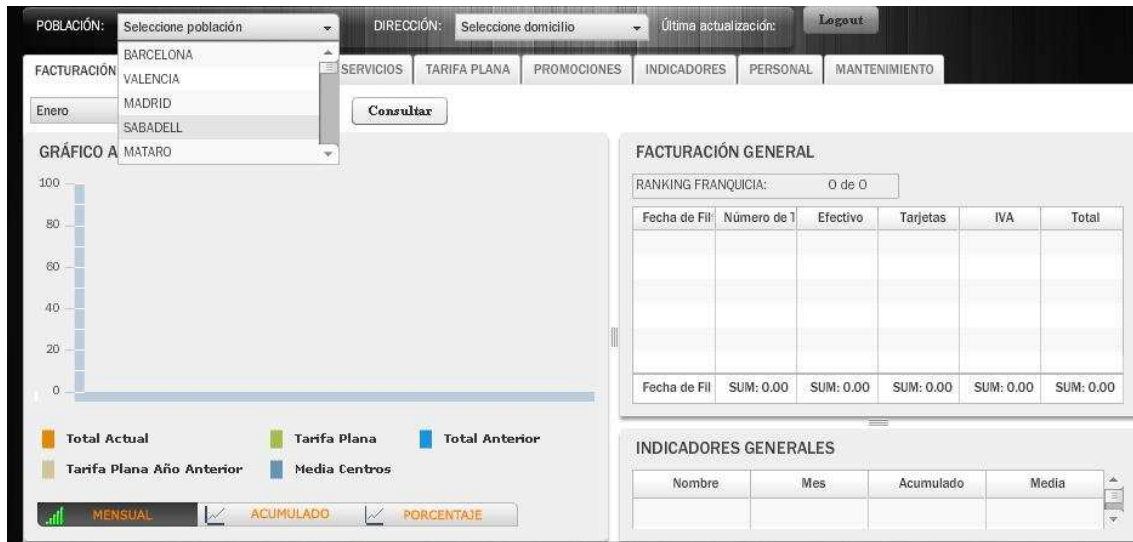 POBLACIÓN: Seleccione población DIRECCIÓN: Seleccione domicilio Última actualización: Logout
BARCELONA
VALENCIA
MADRID
SABADELL
MATARO
FACTURACIÓN SERVICIOS TARIFA PLANA PROMOCIONES INDICADORES PERSONAL MANTENIMIENTO
Enero Consultar
GRÁFICO A
100
80
60
40
20
0
Total Actual Tarifa Plana Total Anterior
Tarifa Plana Año Anterior Media Centros
MENSUAL ACUMULADO PORCENTAJE
FACTURACIÓN GENERAL
RANKING FRANQUICIA: 0 de 0
Fecha de Fil Número de T Efectivo Tarjetas IVA Total
Fecha de Fil SUM: 0.00 SUM: 0.00 SUM: 0.00 SUM: 0.00 SUM: 0.00
INDICADORES GENERALES
Nombre Mes Acumulado Media